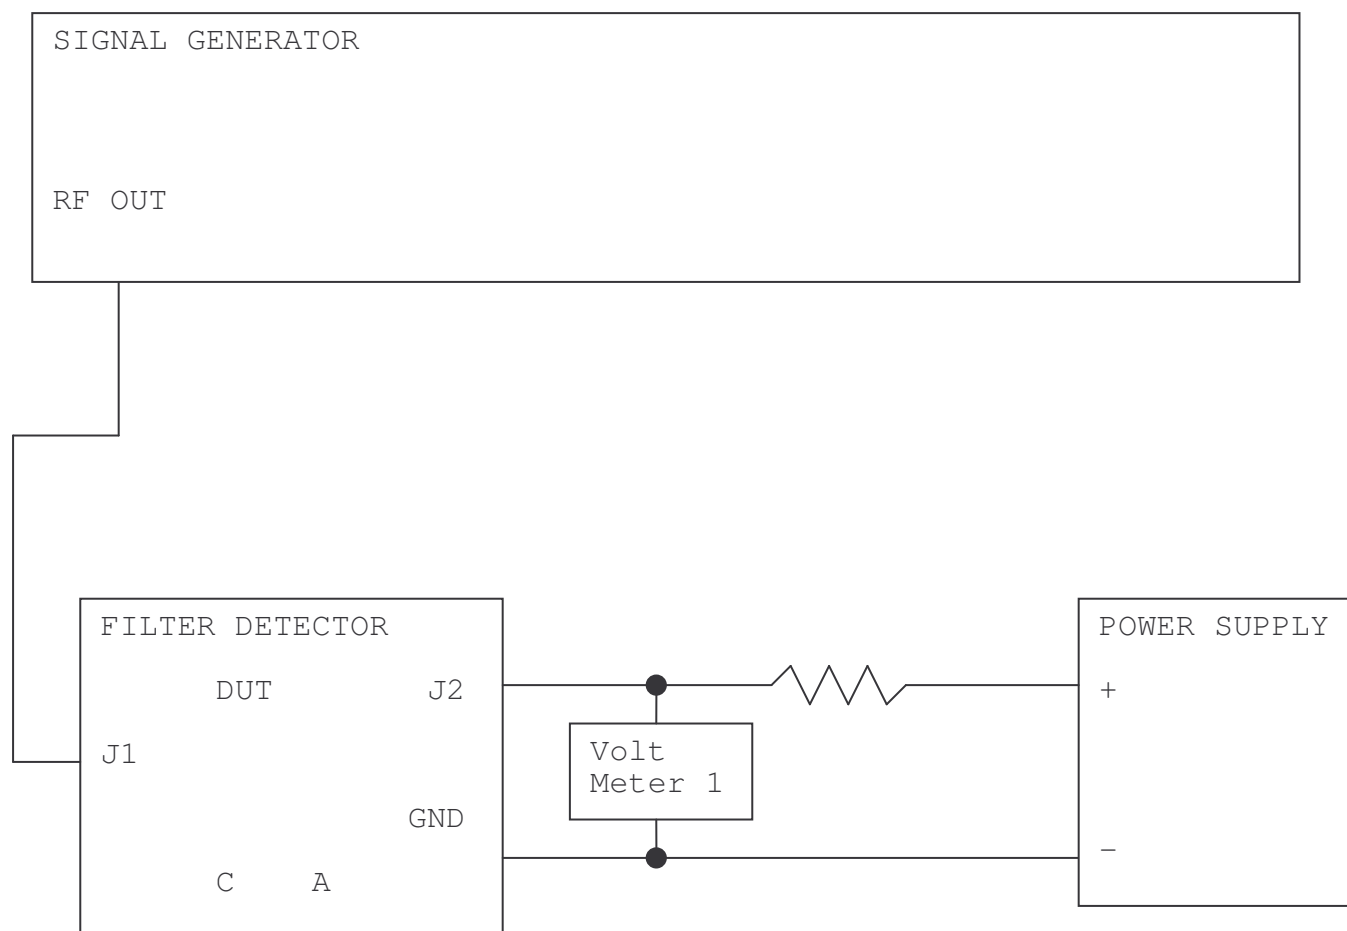 SIGNAL GENERATOR
RF OUT
FILTER DETECTOR
DUT J2
J1
GND
C A
Volt
Meter 1
POWER SUPPLY
+
−